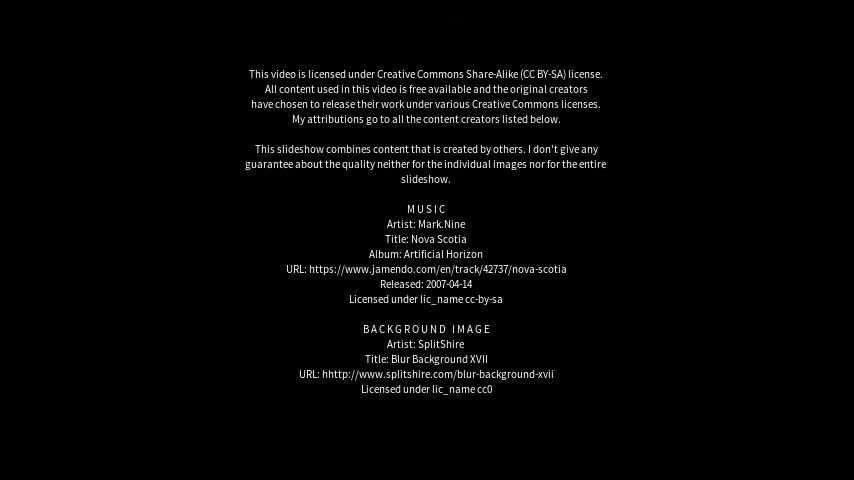 This video is licensed under Creative Commons Share-Alike (CC BY-SA) license.
All content used in this video is free available and the original creators
have chosen to release their work under various Creative Commons licenses.
My attributions go to all the content creators listed below.
This slideshow combines content that is created by others. I don't give any
guarantee about the quality neither for the individual images nor for the entire
slideshow.
MUSIC
Artist: Mark.Nine
Title: Nova Scotia
Album: Artificial Horizon
URL: https://www.jamendo.com/en/track/42737/nova-scotia
Released: 2007-04-14
Licensed under lic_name cc-by-sa
BACKGROUND IMAGE
Artist: SplitShire
Title: Blur Background XVII
URL: hhttp://www.splitshire.com/blur-background-xvii
Licensed under lic_name cc0